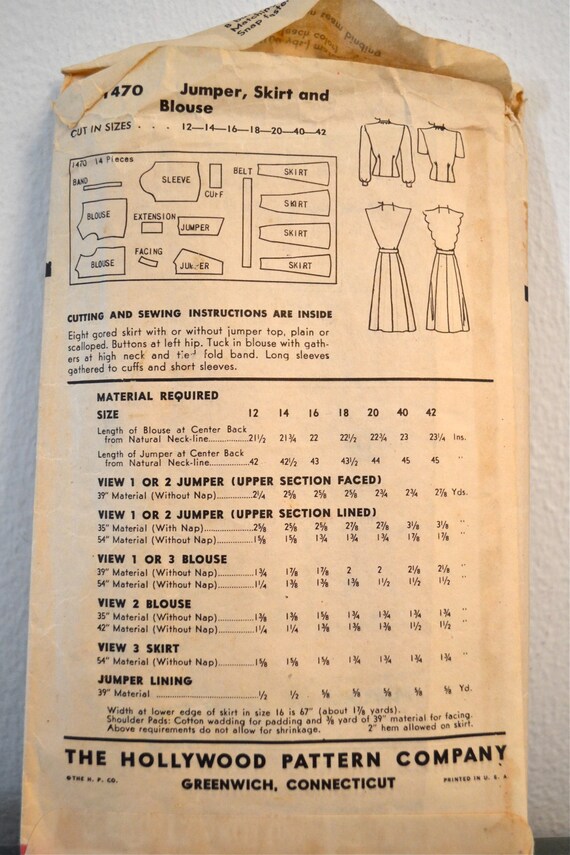 Snap faste
seam binding
1470 Jumper, Skirt and
Blouse
CUT IN SIZES . . . 12—14—16—18—20—40—42
1470 14 Pieces
BAND
SLEEVE
CUFF
BELT
SKIRT
BLOUSE
EXTENSION
JUMPER
SKIRT
SKIRT
FACING
BLOUSE
JUMPER
SKIRT
CUTTING AND SEWING INSTRUCTIONS ARE INSIDE
Eight gored skirt with or without jumper top, plain or
scalloped. Buttons at left hip. Tuck in blouse with gath-
ers at high neck and tied fold band. Long sleeves
gathered to cuffs and short sleeves.
MATERIAL REQUIRED
SIZE 12 14 16 18 20 40 42
Length of Blouse at Center Back
from Natural Neck-line................21½ 21¾ 22 22½ 22¾ 23 23¼ Ins.
Length of Jumper at Center Back
from Natural Neck-line................42 42½ 43 43½ 44 45 45 "
VIEW 1 OR 2 JUMPER (UPPER SECTION FACED)
39" Material (Without Nap)................2¼ 2⅝ 2⅝ 2⅝ 2¾ 2¾ 2⅞ Yds.
VIEW 1 OR 2 JUMPER (UPPER SECTION LINED)
35" Material (With Nap)................2⅝ 2⅝ 2⅝ 2⅞ 2⅞ 3⅛ 3⅛ "
54" Material (Without Nap)................1⅝ 1⅝ 1¾ 1¾ 1¾ 1⅞ 1⅞ "
VIEW 1 OR 3 BLOUSE
39" Material (Without Nap)................1¾ 1⅞ 1⅞ 2 2 2⅛ 2⅛ "
54" Material (Without Nap)................1¼ 1⅜ 1⅜ 1⅜ 1½ 1½ 1½ "
VIEW 2 BLOUSE
35" Material (Without Nap)................1⅜ 1⅜ 1⅝ 1¾ 1¾ 1¾ 1¾ "
42" Material (Without Nap)................1¼ 1¼ 1⅜ 1⅜ 1⅜ 1½ 1½ "
VIEW 3 SKIRT
54" Material (Without Nap)................1⅝ 1⅝ 1⅝ 1¾ 1¾ 1¾ 1¾ "
JUMPER LINING
39" Material ................½ ½ ⅝ ⅝ ⅝ ⅝ ⅝ Yd.
Width at lower edge of skirt in size 16 is 67" (about 1⅞ yards).
Shoulder Pads: Cotton wadding for padding and ⅜ yard of 39" material for facing.
Above requirements do not allow for shrinkage. 2" hem allowed on skirt.
THE HOLLYWOOD PATTERN COMPANY
©THE H. P. CO. GREENWICH, CONNECTICUT PRINTED IN U. S. A.